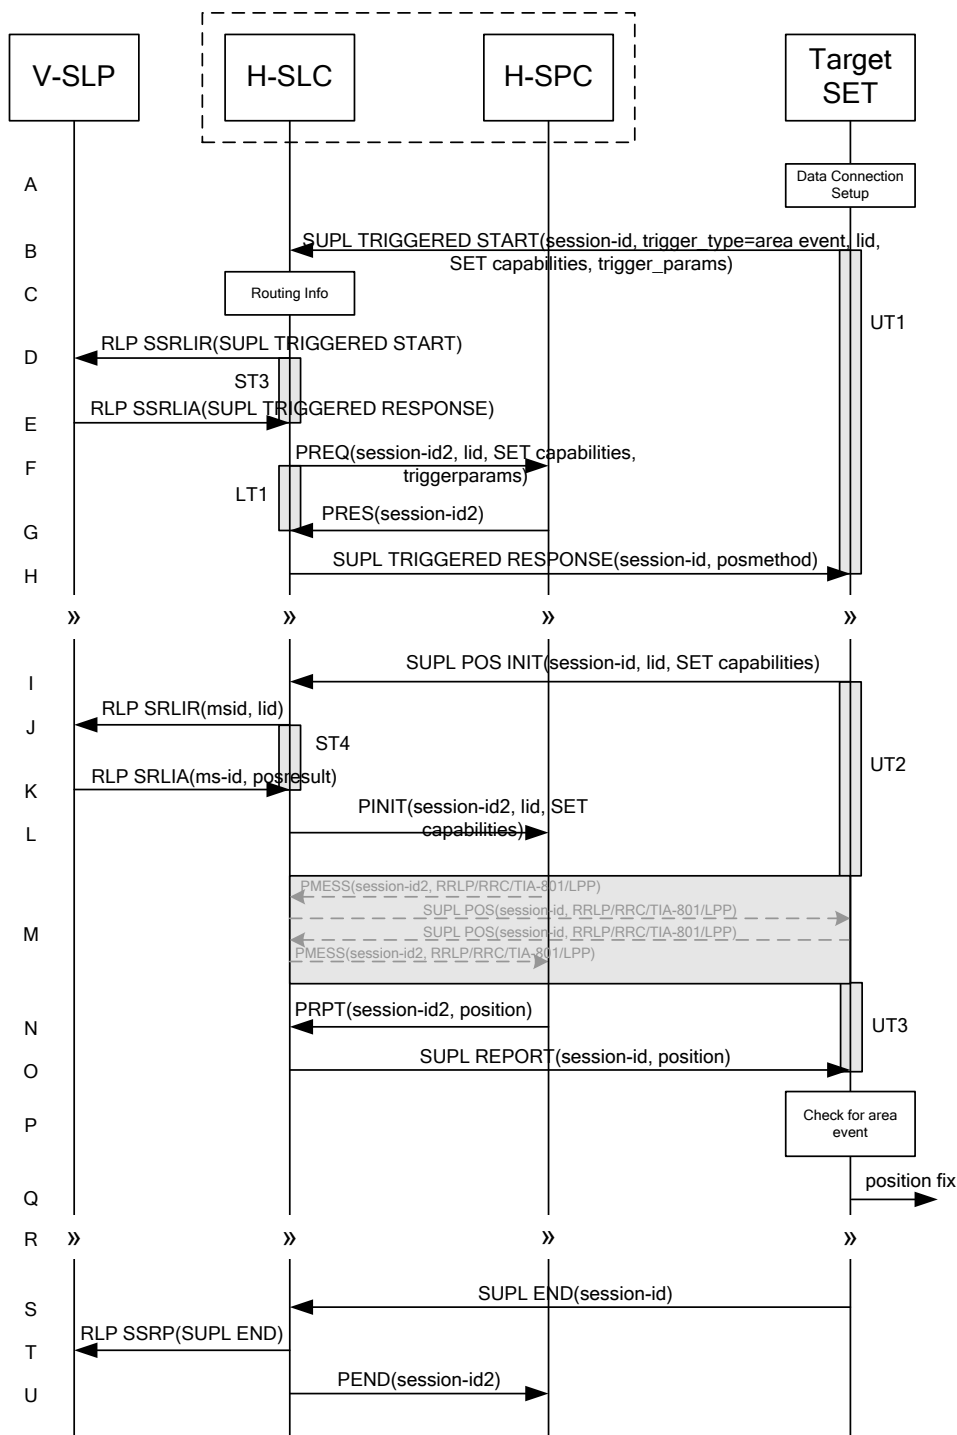 V-SLP
H-SLC
H-SPC
Target
SET
A
Data Connection
Setup
B
SUPL TRIGGERED START(session-id, trigger_type=area event, lid,
SET capabilities, trigger_params)
C
Routing Info
UT1
D
RLP SSRLIR(SUPL TRIGGERED START)
ST3
E
RLP SSRLIA(SUPL TRIGGERED RESPONSE)
F
PREQ(session-id2, lid, SET capabilities,
triggerparams)
LT1
G
PRES(session-id2)
H
SUPL TRIGGERED RESPONSE(session-id, posmethod)
» » » »
I
SUPL POS INIT(session-id, lid, SET capabilities)
J
RLP SRLIR(msid, lid)
ST4
UT2
K
RLP SRLIA(ms-id, posresult)
L
PINIT(session-id2, lid, SET
capabilities)
PMESS(session-id2, RRLP/RRC/TIA-801/LPP)
SUPL POS(session-id, RRLP/RRC/TIA-801/LPP)
M
SUPL POS(session-id, RRLP/RRC/TIA-801/LPP)
PMESS(session-id2, RRLP/RRC/TIA-801/LPP)
N
PRPT(session-id2, position)
UT3
O
SUPL REPORT(session-id, position)
P
Check for area
event
Q
position fix
R » » » »
S
SUPL END(session-id)
T
RLP SSRP(SUPL END)
U
PEND(session-id2)